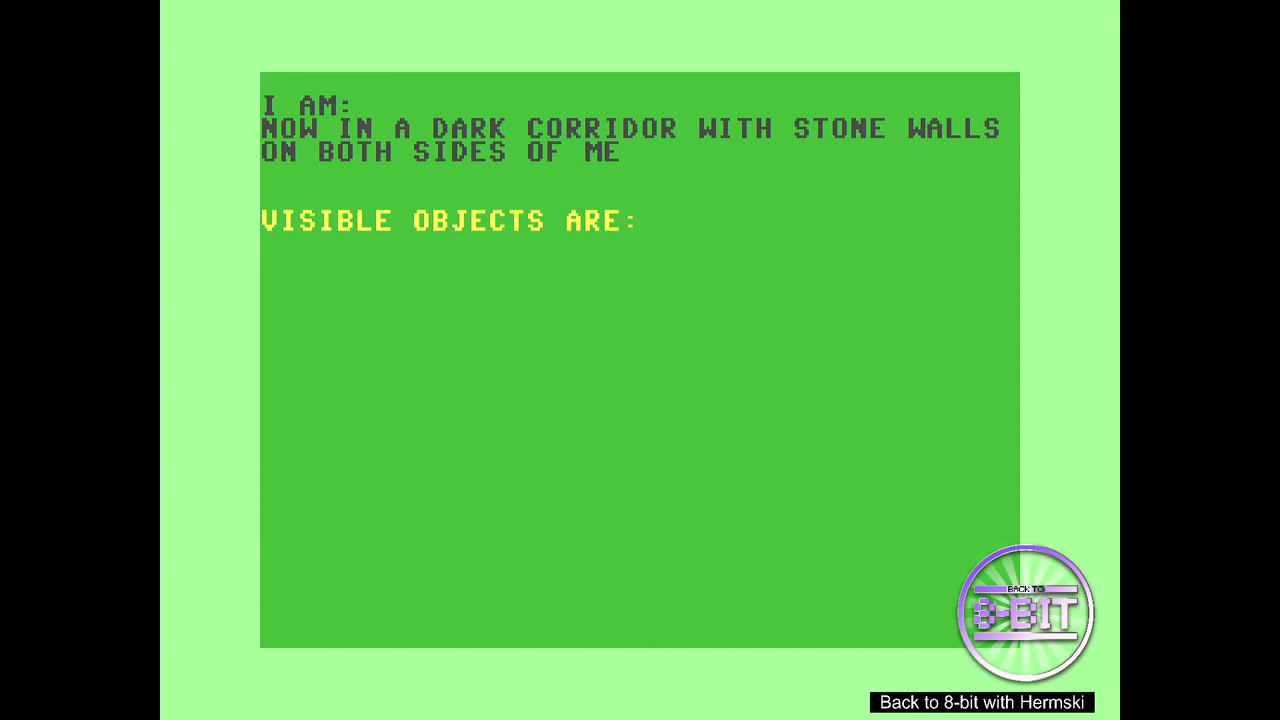 I AM:
NOW IN A DARK CORRIDOR WITH STONE WALLS
ON BOTH SIDES OF ME
VISIBLE OBJECTS ARE:
BACK TO
8-BIT
Back to 8-bit with Hermski